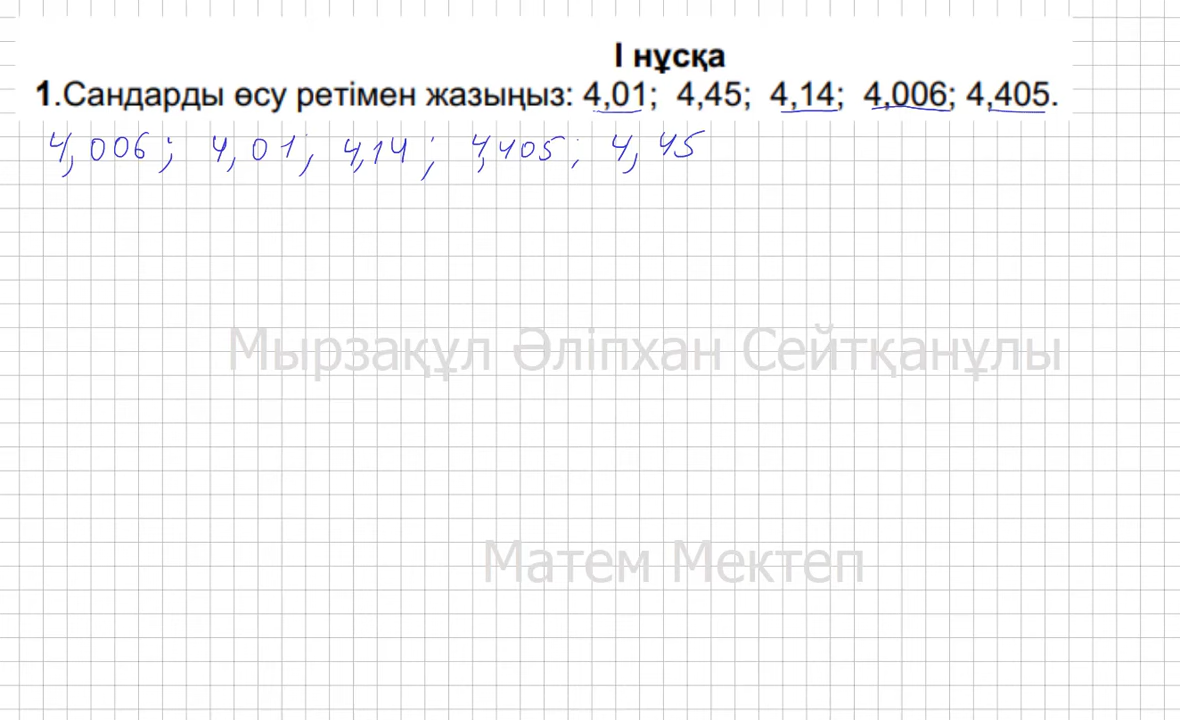 І нұсқа
1.Сандарды өсу ретімен жазыңыз: 4,01; 4,45; 4,14; 4,006; 4,405.
4,006; 4,01; 4,14; 4,405; 4,45
Мырзақұл Әліпхан Сейтқанұлы
Матем Мектеп